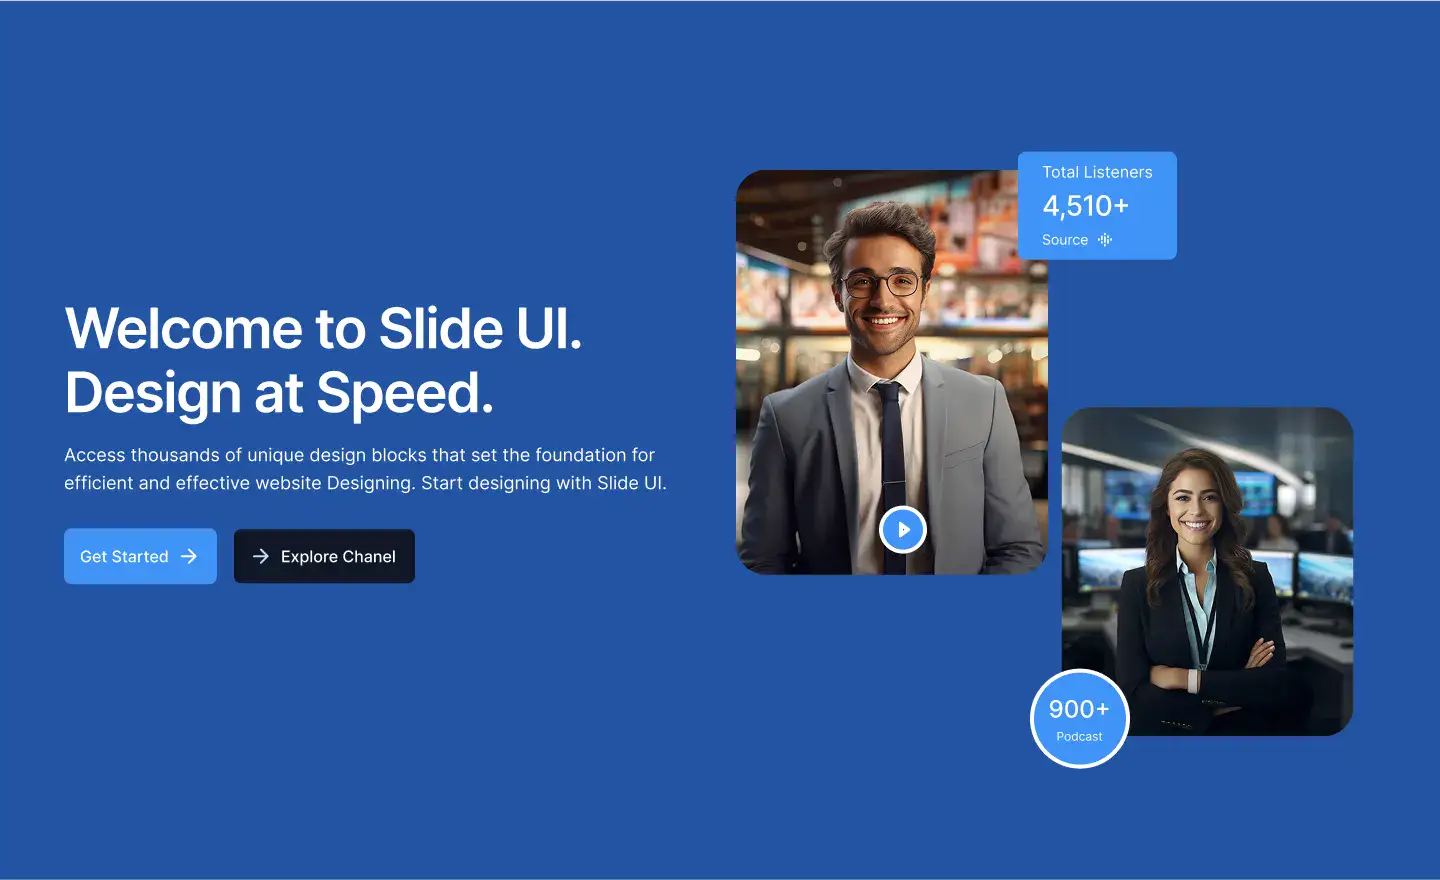 Welcome to Slide UI.
Design at Speed.
Access thousands of unique design blocks that set the foundation for
efficient and effective website Designing. Start designing with Slide UI.
Get Started
Explore Chanel
Total Listeners
4,510+
Source
900+
Podcast